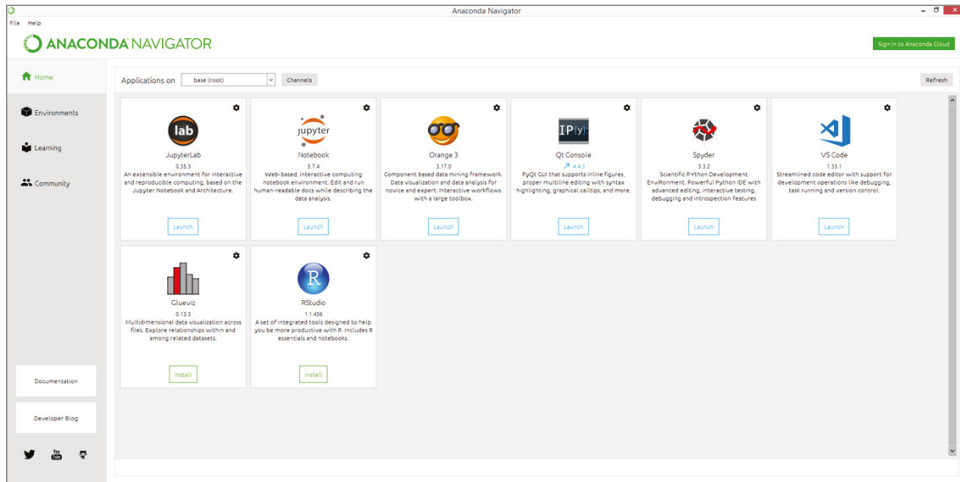 Anaconda Navigator
File Help
ANACONDA NAVIGATOR
Sign in to Anaconda Cloud
Home
Environments
Learning
Community
Documentation
Developer Blog
You
Tube
Applications on base (root) Channels Refresh
lab
JupyterLab
0.35.3
An extensible environment for interactive
and reproducible computing, based on the
Jupyter Notebook and Architecture.
Launch
jupyter
Notebook
5.7.4
Web-based, interactive computing
notebook environment. Edit and run
human-readable docs while describing the
data analysis.
Launch
Orange 3
3.17.0
Component based data mining framework.
Data visualization and data analysis for
novice and expert. Interactive workflows
with a large toolbox.
Launch
IP[y]:
Qt Console
4.4.3
PyQt GUI that supports inline figures,
proper multiline editing with syntax
highlighting, graphical calltips, and more.
Launch
Spyder
3.3.2
Scientific PYthon Development
EnviRonment. Powerful Python IDE with
advanced editing, interactive testing,
debugging and introspection features
Launch
VS Code
1.33.1
Streamlined code editor with support for
development operations like debugging,
task running and version control.
Launch
Glueviz
0.13.3
Multidimensional data visualization across
files. Explore relationships within and
among related datasets.
Install
R
RStudio
1.1.456
A set of integrated tools designed to help
you be more productive with R. Includes R
essentials and notebooks.
Install